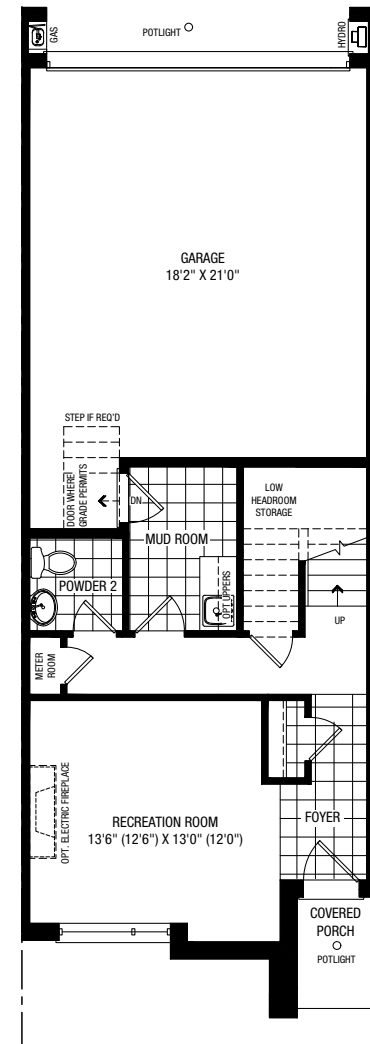 GAS
POTLIGHT
HYDRO
GARAGE
18'2" X 21'0"
STEP IF REQ'D
DOOR WHERE
GRADE PERMITS
DN
LOW
HEADROOM
STORAGE
MUD ROOM
OPT UPPERS
POWDER 2
UP
METER
ROOM
OPT. ELECTRIC FIREPLACE
RECREATION ROOM
13'6" (12'6") X 13'0" (12'0")
FOYER
COVERED
PORCH
POTLIGHT